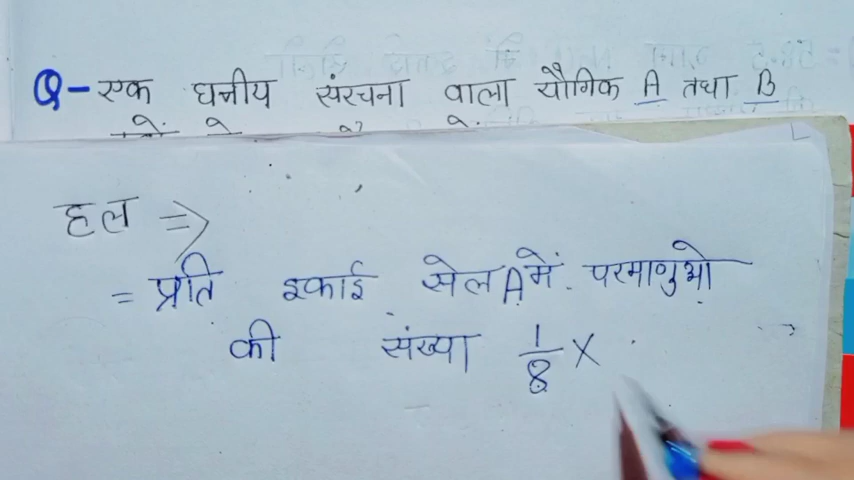 Q- एक घनीय संरचना वाला यौगिक A तथा B
हल ⇒
= प्रति इकाई सेल A में परमाणुओ
की संख्या 1/8 ×